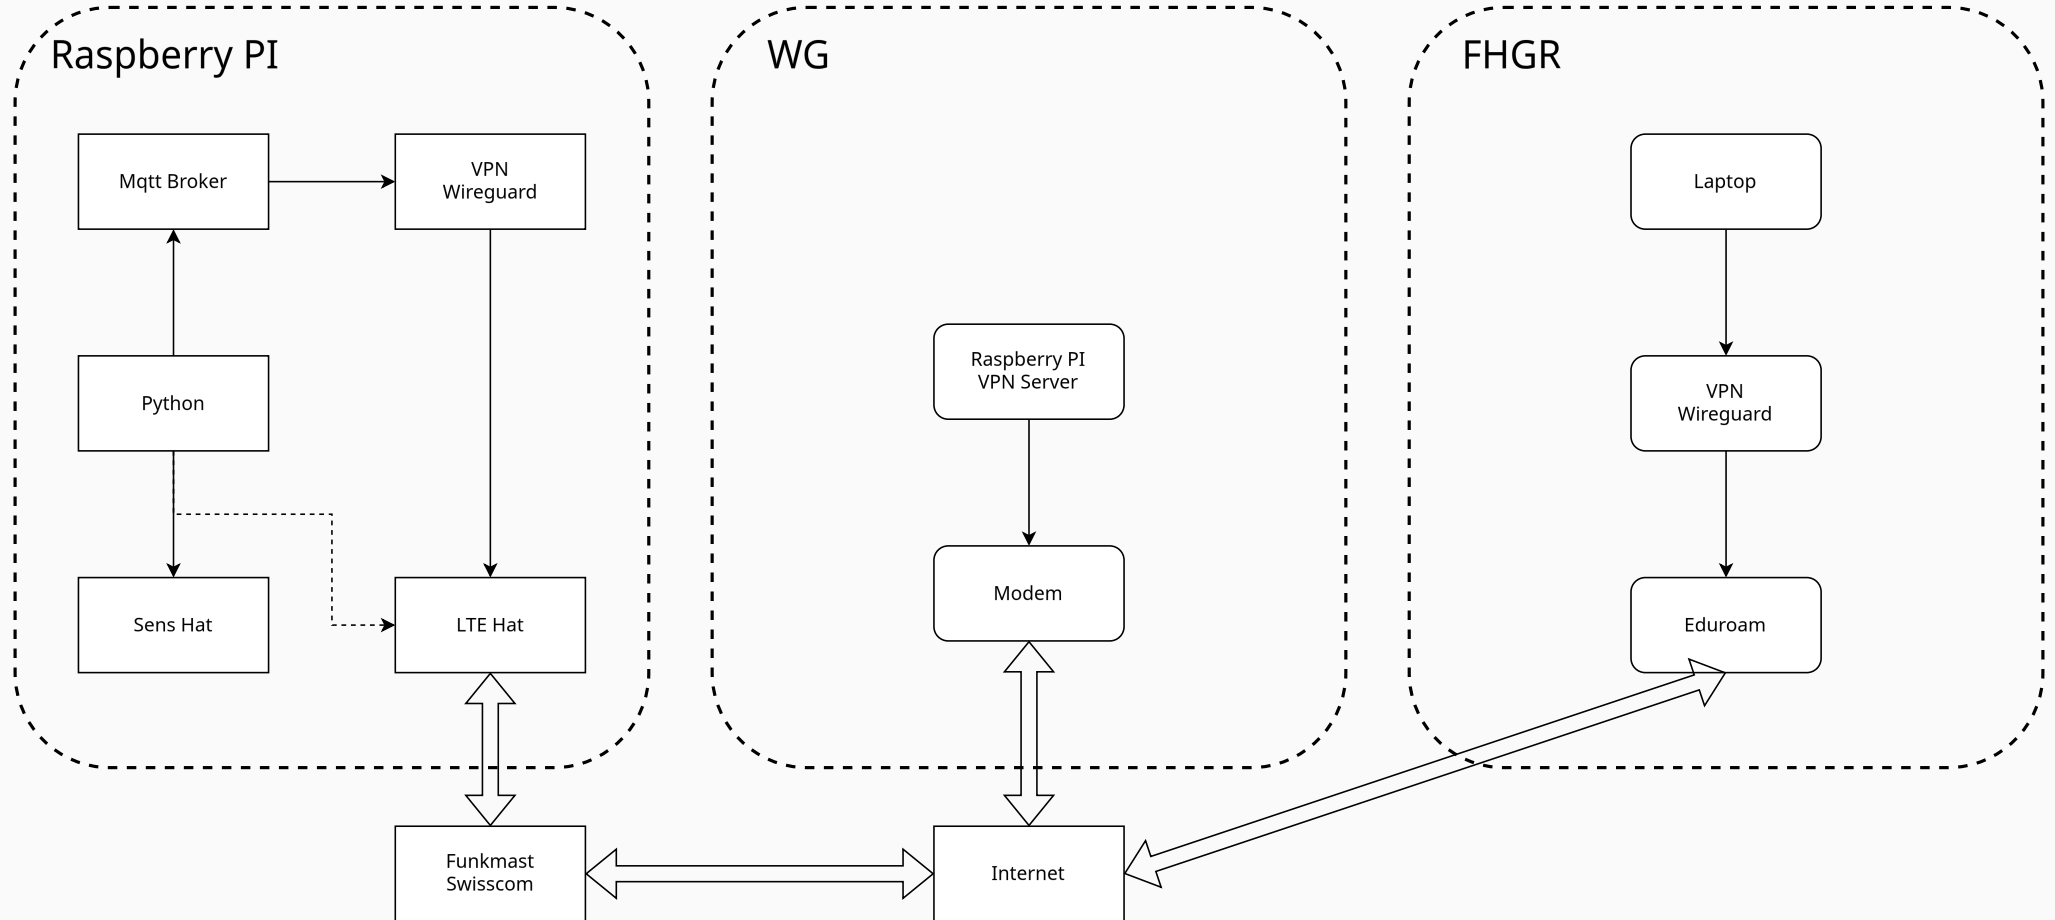 Raspberry PI
Mqtt Broker
VPN
Wireguard
Python
Sens Hat
LTE Hat
WG
Raspberry PI
VPN Server
Modem
FHGR
Laptop
VPN
Wireguard
Eduroam
Funkmast
Swisscom
Internet